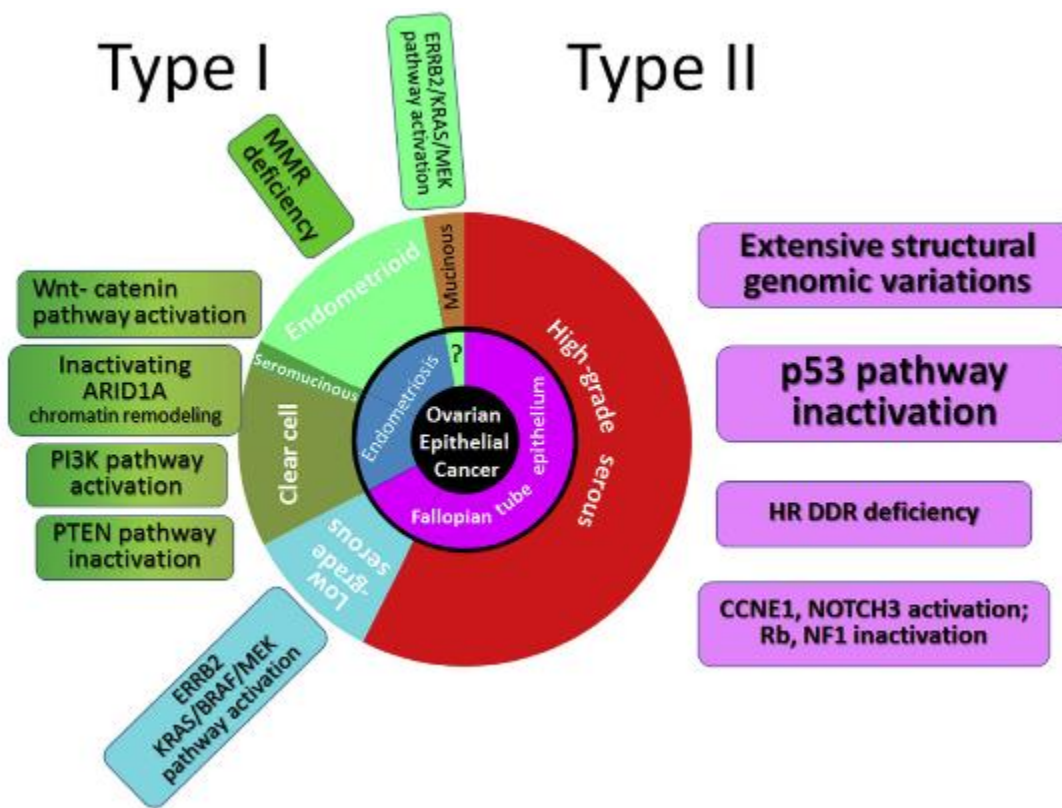 Type I
Type II
ERRB2/KRAS/MEK
pathway activation
MMR
deficiency
Wnt- catenin
pathway activation
Inactivating
ARID1A
chromatin remodeling
PI3K pathway
activation
PTEN pathway
inactivation
ERRB2
KRAS/BRAF/MEK
pathway activation
Mucinous
Endometrioid
Seromucinous
Clear cell
Low
-grade
serous
High-grade serous
?
Endometriosis
Fallopian tube epithelium
Ovarian
Epithelial
Cancer
Extensive structural
genomic variations
p53 pathway
inactivation
HR DDR deficiency
CCNE1, NOTCH3 activation;
Rb, NF1 inactivation